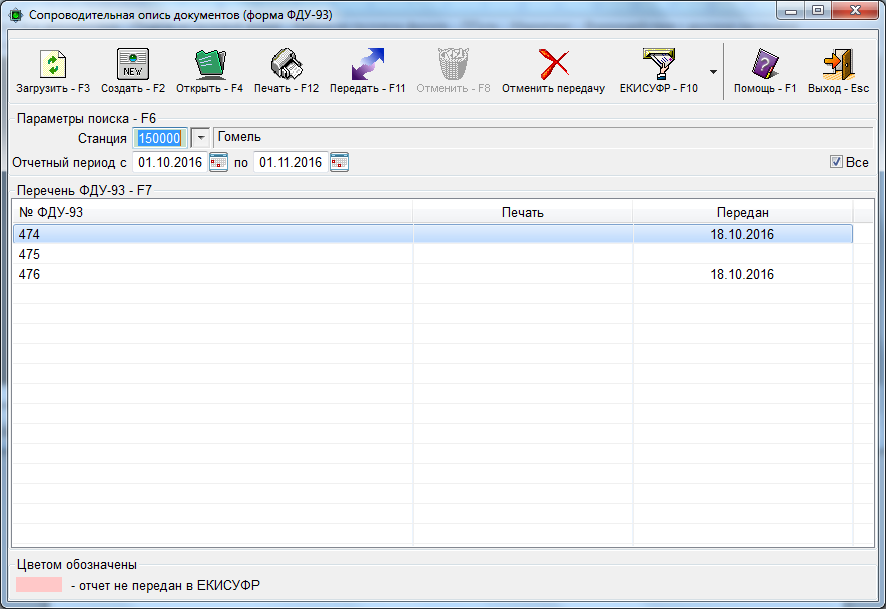 Сопроводительная опись документов (форма ФДУ-93)
NEW
Загрузить - F3 Создать - F2 Открыть - F4 Печать - F12 Передать - F11 Отменить - F8 Отменить передачу ЕКИСУФР - F10 Помощь - F1 Выход - Esc
Параметры поиска - F6
Станция 150000 Гомель
Отчетный период с 01.10.2016 по 01.11.2016 Все
Перечень ФДУ-93 - F7
№ ФДУ-93 Печать Передан
474 18.10.2016
475
476 18.10.2016
Цветом обозначены
- отчет не передан в ЕКИСУФР